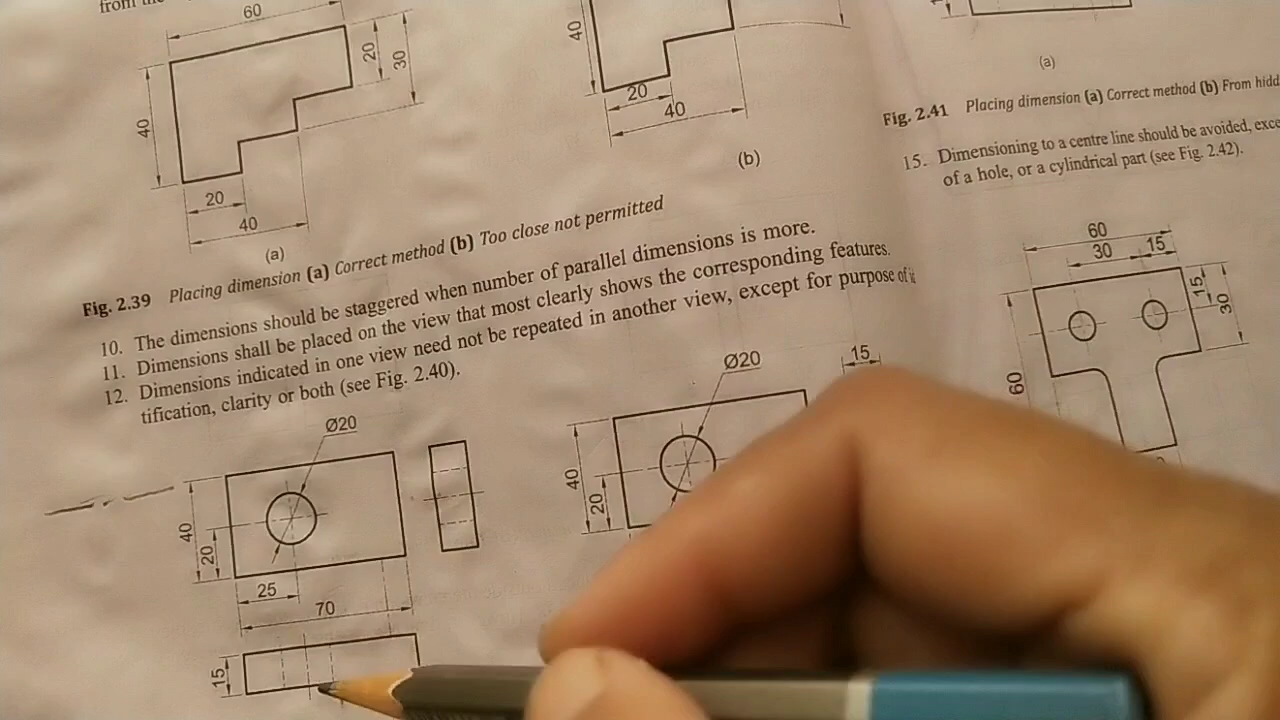 from the
60
20
30
40
20
40
(a)
40
20
40
(b)
Fig. 2.39 Placing dimension (a) Correct method (b) Too close not permitted
10. The dimensions should be staggered when number of parallel dimensions is more.
11. Dimensions shall be placed on the view that most clearly shows the corresponding features.
12. Dimensions indicated in one view need not be repeated in another view, except for purpose of
tification, clarity or both (see Fig. 2.40).
Ø20
40
20
25
70
15
Ø20
15
40
20
(a)
Fig. 2.41 Placing dimension (a) Correct method (b) From hidd
15. Dimensioning to a centre line should be avoided, exce
of a hole, or a cylindrical part (see Fig. 2.42).
60
30
15
15
30
60